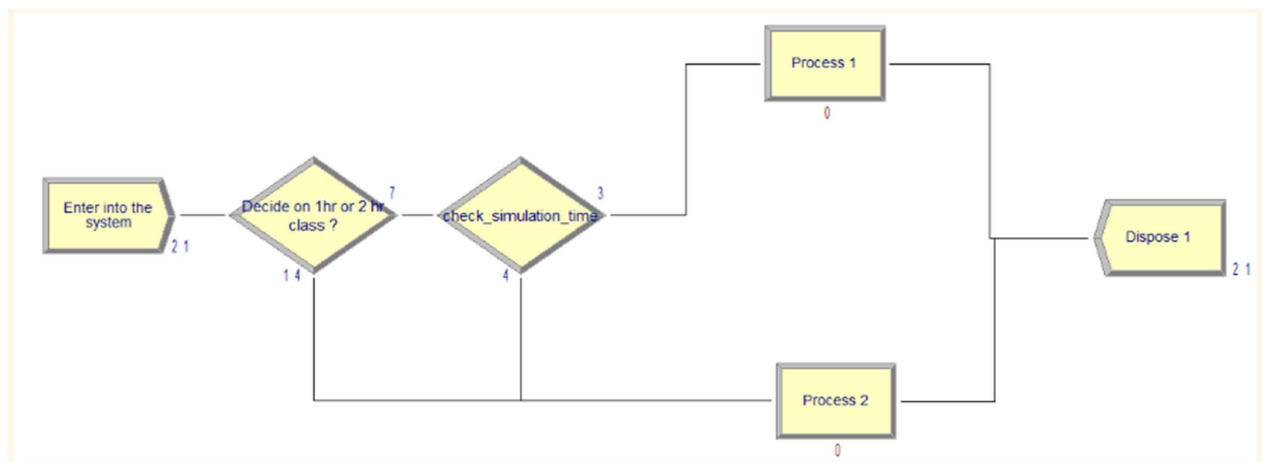 Process 1
0
Enter into the
system
2 1
Decide on 1hr or 2 hr
class ?
7
1 4
check_simulation_time
3
4
Dispose 1
2 1
Process 2
0